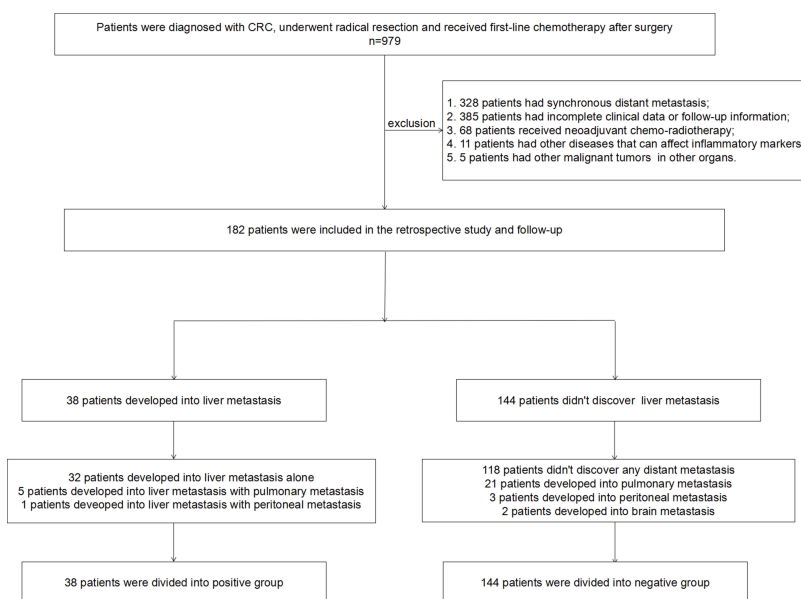 Patients were diagnosed with CRC, underwent radical resection and received first-line chemotherapy after surgery
n=979
exclusion
1. 328 patients had synchronous distant metastasis;
2. 385 patients had incomplete clinical data or follow-up information;
3. 68 patients received neoadjuvant chemo-radiotherapy;
4. 11 patients had other diseases that can affect inflammatory markers
5. 5 patients had other malignant tumors in other organs.
182 patients were included in the retrospective study and follow-up
38 patients developed into liver metastasis
144 patients didn't discover liver metastasis
32 patients developed into liver metastasis alone
5 patients developed into liver metastasis with pulmonary metastasis
1 patients deveoped into liver metastasis with peritoneal metastasis
118 patients didn't discover any distant metastasis
21 patients developed into pulmonary metastasis
3 patients developed into peritoneal metastasis
2 patients developed into brain metastasis
38 patients were divided into positive group
144 patients were divided into negative group